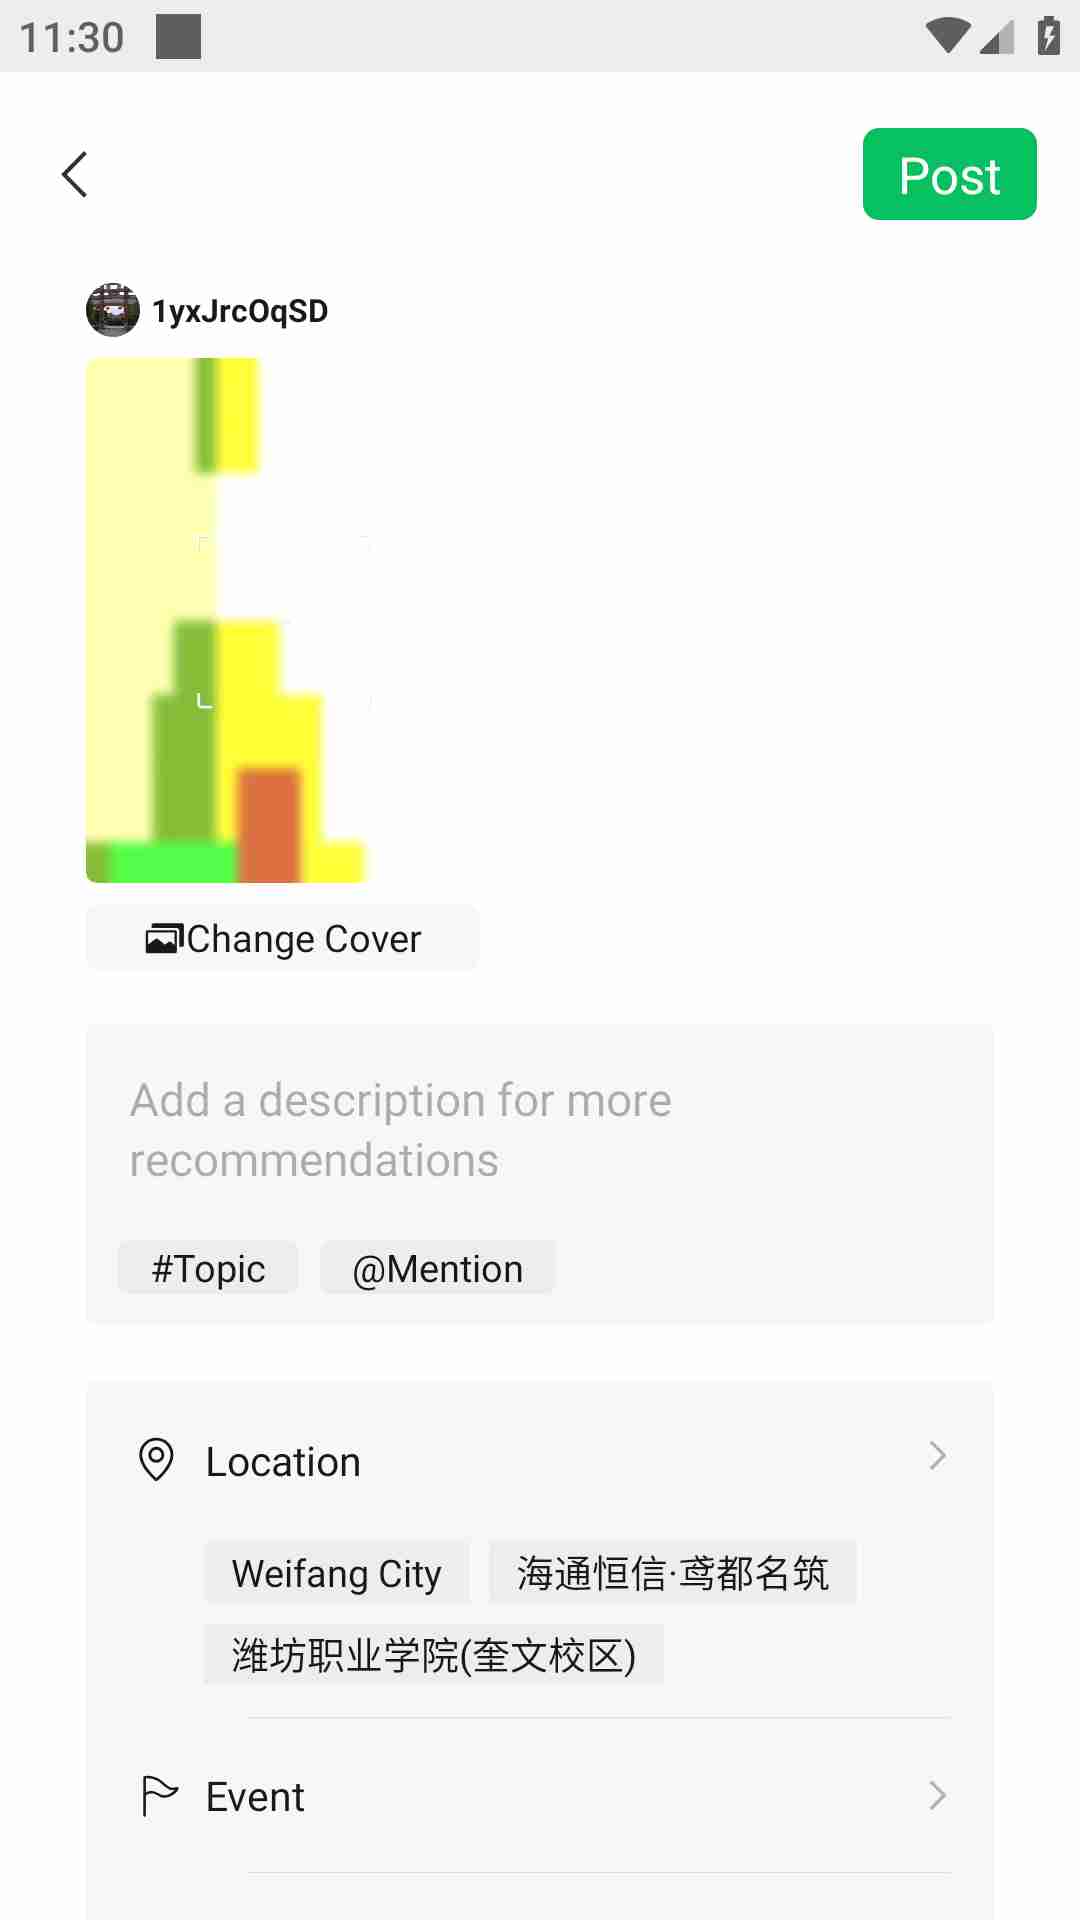 11:30
Post
1yxJrcOqSD
Change Cover
Add a description for more
recommendations
#Topic @Mention
Location
Weifang City 海通恒信·鸢都名筑
潍坊职业学院(奎文校区)
Event